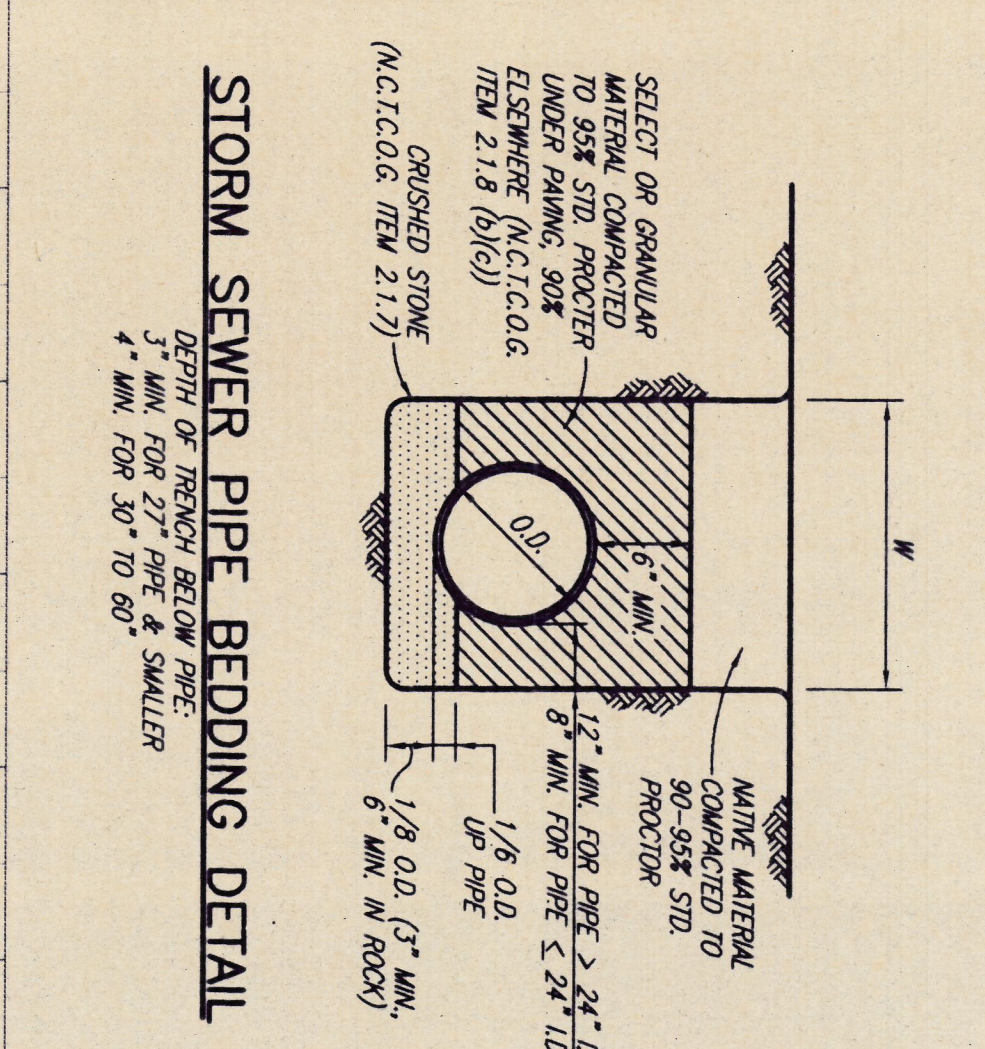 W
SELECT OR GRANULAR
MATERIAL COMPACTED
TO 95% STD. PROCTER
UNDER PAVING, 90%
ELSEWHERE (N.C.T.C.O.G.
ITEM 2.1.8 (b)(c))
CRUSHED STONE
(N.C.T.C.O.G. ITEM 2.1.7)
O.D.
6" MIN.
NATIVE MATERIAL
COMPACTED TO
90-95% STD.
PROCTOR
12" MIN. FOR PIPE > 24" I.
8" MIN. FOR PIPE ≤ 24" I.D
1/6 O.D.
UP PIPE
1/8 O.D. (3" MIN.,
6" MIN. IN ROCK)
STORM SEWER PIPE BEDDING DETAIL
DEPTH OF TRENCH BELOW PIPE:
3" MIN. FOR 27" PIPE & SMALLER
4" MIN. FOR 30" TO 60"